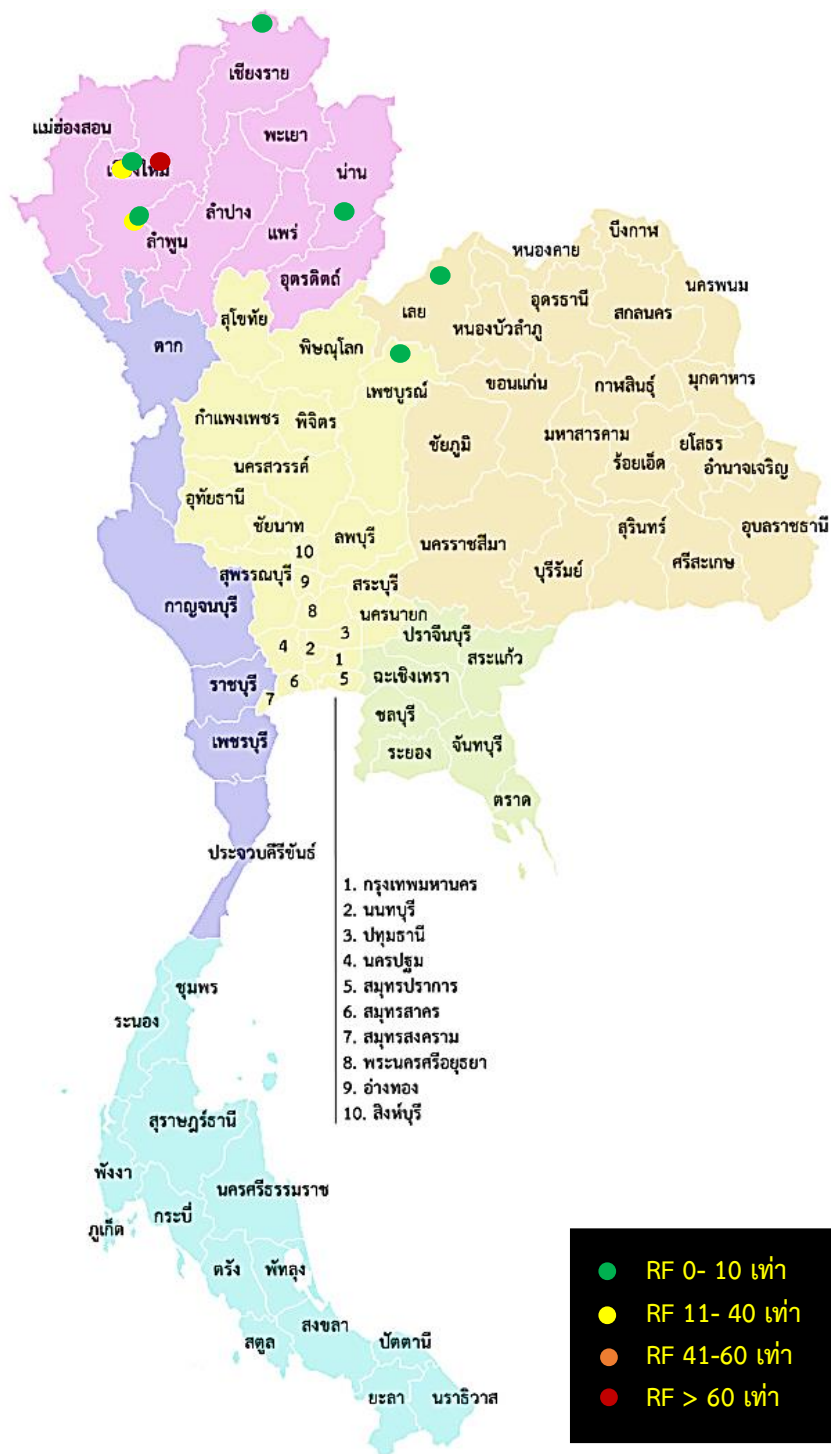 เชียงราย
แม่ฮ่องสอน
พะเยา
เชียงใหม่
น่าน
ลำปาง
แพร่
ลำพูน
อุตรดิตถ์
บึงกาฬ
หนองคาย
นครพนม
อุดรธานี
สกลนคร
เลย
หนองบัวลำภู
สุโขทัย
ตาก
พิษณุโลก
เพชบูรณ์
ขอนแก่น
กาฬสินธุ์
มุกดาหาร
กำแพงเพชร
พิจิตร
ชัยภูมิ
มหาสารคาม
ร้อยเอ็ด
ยโสธร
อำนาจเจริญ
นครสวรรค์
อุทัยธานี
ชัยนาท
ลพบุรี
นครราชสีมา
สุรินทร์
อุบลราชธานี
10
สุพรรณบุรี
9
สระบุรี
บุรีรัมย์
ศรีสะเกษ
กาญจนบุรี
8
นครนายก
ปราจีนบุรี
4
2
3
1
สระแก้ว
ราชบุรี
6
5
ฉะเชิงเทรา
7
ชลบุรี
เพชรบุรี
ระยอง
จันทบุรี
ตราด
ประจวบคีรีขันธ์
1. กรุงเทพมหานคร
2. นนทบุรี
3. ปทุมธานี
4. นครปฐม
5. สมุทรปราการ
6. สมุทรสาคร
7. สมุทรสงคราม
8. พระนครศรีอยุธยา
9. อ่างทอง
10. สิงห์บุรี
ชุมพร
ระนอง
สุราษฎร์ธานี
พังงา
นครศรีธรรมราช
กระบี่
ภูเก็ต
ตรัง
พัทลุง
สงขลา
สตูล
ปัตตานี
ยะลา
นราธิวาส
RF 0- 10 เท่า
RF 11- 40 เท่า
RF 41-60 เท่า
RF > 60 เท่า